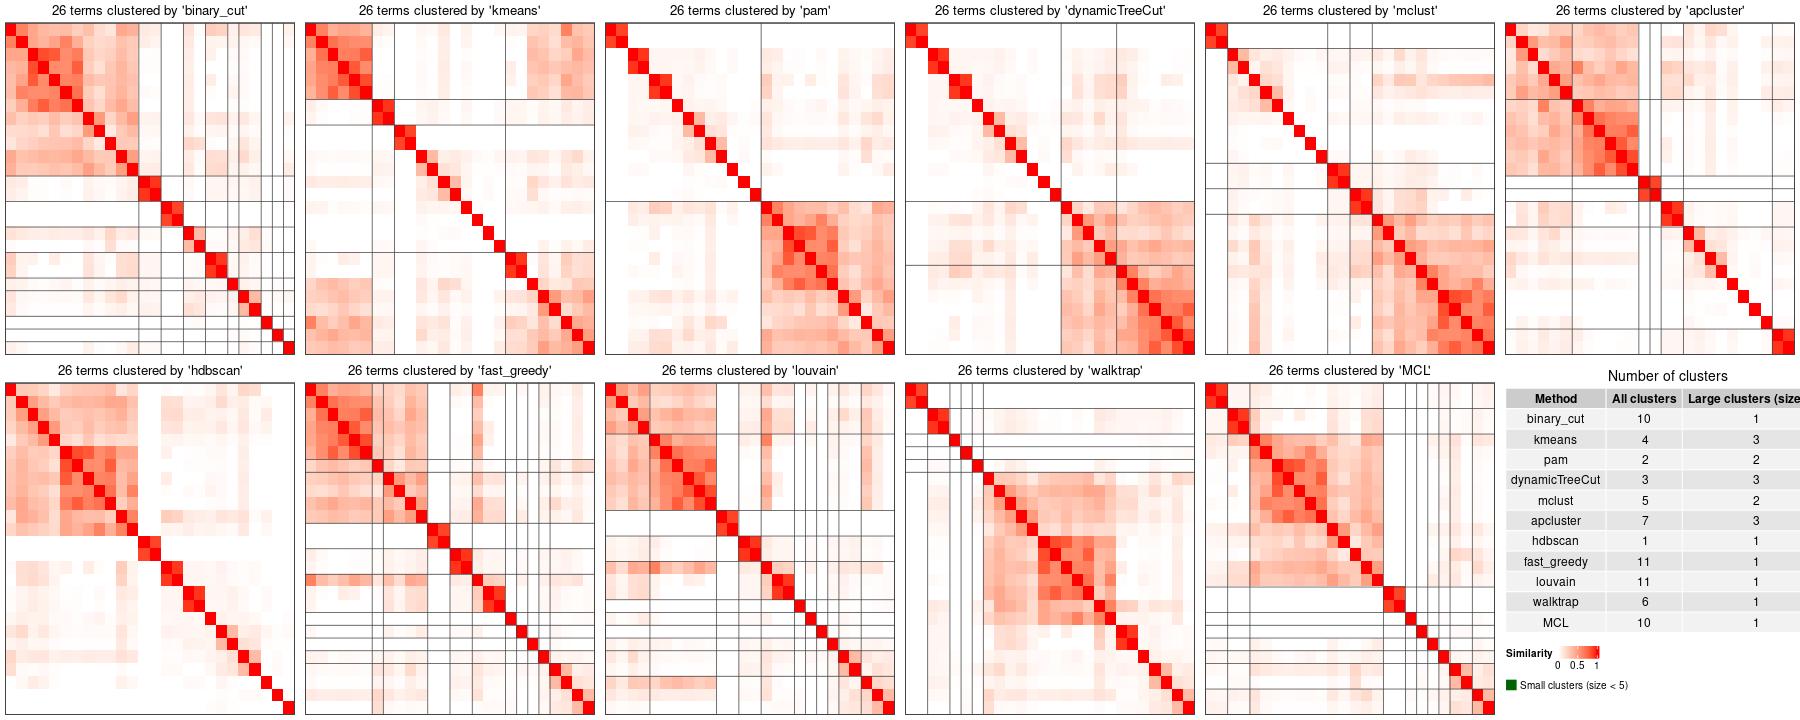 26 terms clustered by 'binary_cut'
26 terms clustered by 'kmeans'
26 terms clustered by 'pam'
26 terms clustered by 'dynamicTreeCut'
26 terms clustered by 'mclust'
26 terms clustered by 'apcluster'
26 terms clustered by 'hdbscan'
26 terms clustered by 'fast_greedy'
26 terms clustered by 'louvain'
26 terms clustered by 'walktrap'
26 terms clustered by 'MCL'
Number of clusters
Method All clusters Large clusters (size
binary_cut 10 1
kmeans 4 3
pam 2 2
dynamicTreeCut 3 3
mclust 5 2
apcluster 7 3
hdbscan 1 1
fast_greedy 11 1
louvain 11 1
walktrap 6 1
MCL 10 1
Similarity
0 0.5 1
Small clusters (size < 5)